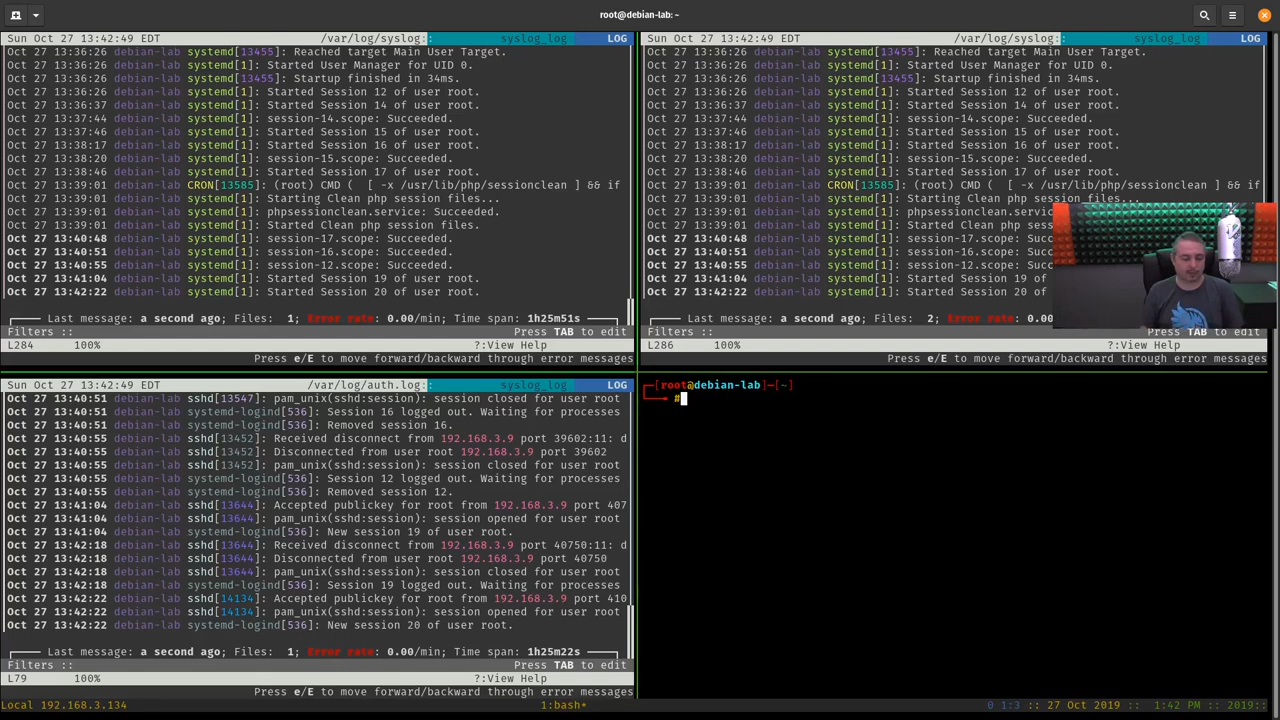 root@debian-lab: ~
Sun Oct 27 13:42:49 EDT /var/log/syslog: syslog_log LOG
Oct 27 13:36:26 debian-lab systemd[13455]: Reached target Main User Target.
Oct 27 13:36:26 debian-lab systemd[1]: Started User Manager for UID 0.
Oct 27 13:36:26 debian-lab systemd[13455]: Startup finished in 34ms.
Oct 27 13:36:26 debian-lab systemd[1]: Started Session 12 of user root.
Oct 27 13:36:37 debian-lab systemd[1]: Started Session 14 of user root.
Oct 27 13:37:44 debian-lab systemd[1]: session-14.scope: Succeeded.
Oct 27 13:37:46 debian-lab systemd[1]: Started Session 15 of user root.
Oct 27 13:38:17 debian-lab systemd[1]: Started Session 16 of user root.
Oct 27 13:38:20 debian-lab systemd[1]: session-15.scope: Succeeded.
Oct 27 13:38:46 debian-lab systemd[1]: Started Session 17 of user root.
Oct 27 13:39:01 debian-lab CRON[13585]: (root) CMD (  [ -x /usr/lib/php/sessionclean ] && if
Oct 27 13:39:01 debian-lab systemd[1]: Starting Clean php session files...
Oct 27 13:39:01 debian-lab systemd[1]: phpsessionclean.service: Succeeded.
Oct 27 13:39:01 debian-lab systemd[1]: Started Clean php session files.
Oct 27 13:40:48 debian-lab systemd[1]: session-17.scope: Succeeded.
Oct 27 13:40:51 debian-lab systemd[1]: session-16.scope: Succeeded.
Oct 27 13:40:55 debian-lab systemd[1]: session-12.scope: Succeeded.
Oct 27 13:41:04 debian-lab systemd[1]: Started Session 19 of user root.
Oct 27 13:42:22 debian-lab systemd[1]: Started Session 20 of user root.
Last message: a second ago; Files: 1; Error rate: 0.00/min; Time span: 1h25m51s
Filters :: Press TAB to edit
L284 100% ?:View Help
Press e/E to move forward/backward through error messages
Sun Oct 27 13:42:49 EDT /var/log/syslog: syslog_log LOG
Oct 27 13:36:26 debian-lab systemd[13455]: Reached target Main User Target.
Oct 27 13:36:26 debian-lab systemd[1]: Started User Manager for UID 0.
Oct 27 13:36:26 debian-lab systemd[13455]: Startup finished in 34ms.
Oct 27 13:36:26 debian-lab systemd[1]: Started Session 12 of user root.
Oct 27 13:36:37 debian-lab systemd[1]: Started Session 14 of user root.
Oct 27 13:37:44 debian-lab systemd[1]: session-14.scope: Succeeded.
Oct 27 13:37:46 debian-lab systemd[1]: Started Session 15 of user root.
Oct 27 13:38:17 debian-lab systemd[1]: Started Session 16 of user root.
Oct 27 13:38:20 debian-lab systemd[1]: session-15.scope: Succeeded.
Oct 27 13:38:46 debian-lab systemd[1]: Started Session 17 of user root.
Oct 27 13:39:01 debian-lab CRON[13585]: (root) CMD (  [ -x /usr/lib/php/sessionclean ] && if
Oct 27 13:39:01 debian-lab systemd[1]: Starting Clean php session files...
Oct 27 13:39:01 debian-lab systemd[1]: phpsessionclean.servic
Oct 27 13:39:01 debian-lab systemd[1]: Started Clean php sess
Oct 27 13:40:48 debian-lab systemd[1]: session-17.scope: Succ
Oct 27 13:40:51 debian-lab systemd[1]: session-16.scope: Succ
Oct 27 13:40:55 debian-lab systemd[1]: session-12.scope: Succ
Oct 27 13:41:04 debian-lab systemd[1]: Started Session 19 of
Oct 27 13:42:22 debian-lab systemd[1]: Started Session 20 of
Last message: a second ago; Files: 2; Error rate: 0.00
Filters :: Press TAB to edit
L286 100% ?:View Help
Press e/E to move forward/backward through error messages
Sun Oct 27 13:42:49 EDT /var/log/auth.log: syslog_log LOG
Oct 27 13:40:51 debian-lab sshd[13547]: pam_unix(sshd:session): session closed for user root
Oct 27 13:40:51 debian-lab systemd-logind[536]: Session 16 logged out. Waiting for processes
Oct 27 13:40:51 debian-lab systemd-logind[536]: Removed session 16.
Oct 27 13:40:55 debian-lab sshd[13452]: Received disconnect from 192.168.3.9 port 39602:11: d
Oct 27 13:40:55 debian-lab sshd[13452]: Disconnected from user root 192.168.3.9 port 39602
Oct 27 13:40:55 debian-lab sshd[13452]: pam_unix(sshd:session): session closed for user root
Oct 27 13:40:55 debian-lab systemd-logind[536]: Session 12 logged out. Waiting for processes
Oct 27 13:40:55 debian-lab systemd-logind[536]: Removed session 12.
Oct 27 13:41:04 debian-lab sshd[13644]: Accepted publickey for root from 192.168.3.9 port 407
Oct 27 13:41:04 debian-lab sshd[13644]: pam_unix(sshd:session): session opened for user root
Oct 27 13:41:04 debian-lab systemd-logind[536]: New session 19 of user root.
Oct 27 13:42:18 debian-lab sshd[13644]: Received disconnect from 192.168.3.9 port 40750:11: d
Oct 27 13:42:18 debian-lab sshd[13644]: Disconnected from user root 192.168.3.9 port 40750
Oct 27 13:42:18 debian-lab sshd[13644]: pam_unix(sshd:session): session closed for user root
Oct 27 13:42:18 debian-lab systemd-logind[536]: Session 19 logged out. Waiting for processes
Oct 27 13:42:22 debian-lab sshd[14134]: Accepted publickey for root from 192.168.3.9 port 410
Oct 27 13:42:22 debian-lab sshd[14134]: pam_unix(sshd:session): session opened for user root
Oct 27 13:42:22 debian-lab systemd-logind[536]: New session 20 of user root.
Last message: a second ago; Files: 1; Error rate: 0.00/min; Time span: 1h25m22s
Filters :: Press TAB to edit
L79 100% ?:View Help
Press e/E to move forward/backward through error messages
[root@debian-lab]-[~]
#
Local 192.168.3.134 1:bash* 0 1:3 :: 27 Oct 2019 :: 1:42 PM :: 2019::